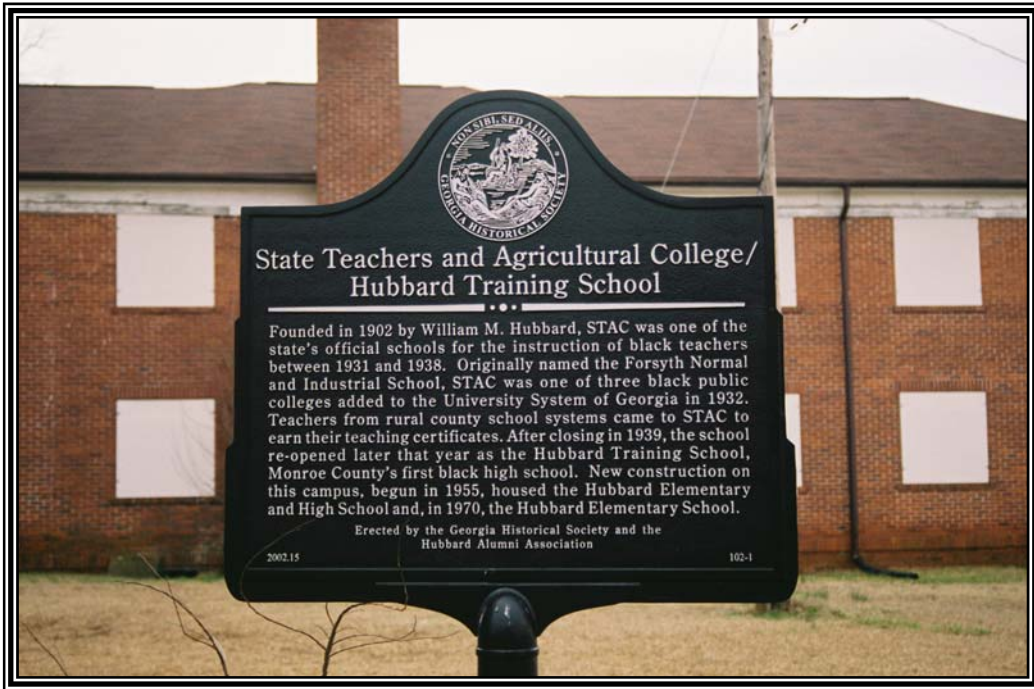 NON SIBI, SED ALIIS.
GEORGIA HISTORICAL SOCIETY
State Teachers and Agricultural College/
Hubbard Training School
Founded in 1902 by William M. Hubbard, STAC was one of the
state's official schools for the instruction of black teachers
between 1931 and 1938. Originally named the Forsyth Normal
and Industrial School, STAC was one of three black public
colleges added to the University System of Georgia in 1932.
Teachers from rural county school systems came to STAC to
earn their teaching certificates. After closing in 1939, the school
re-opened later that year as the Hubbard Training School,
Monroe County's first black high school. New construction on
this campus, begun in 1955, housed the Hubbard Elementary
and High School and, in 1970, the Hubbard Elementary School.
Erected by the Georgia Historical Society and the
Hubbard Alumni Association
2002.15 102-1